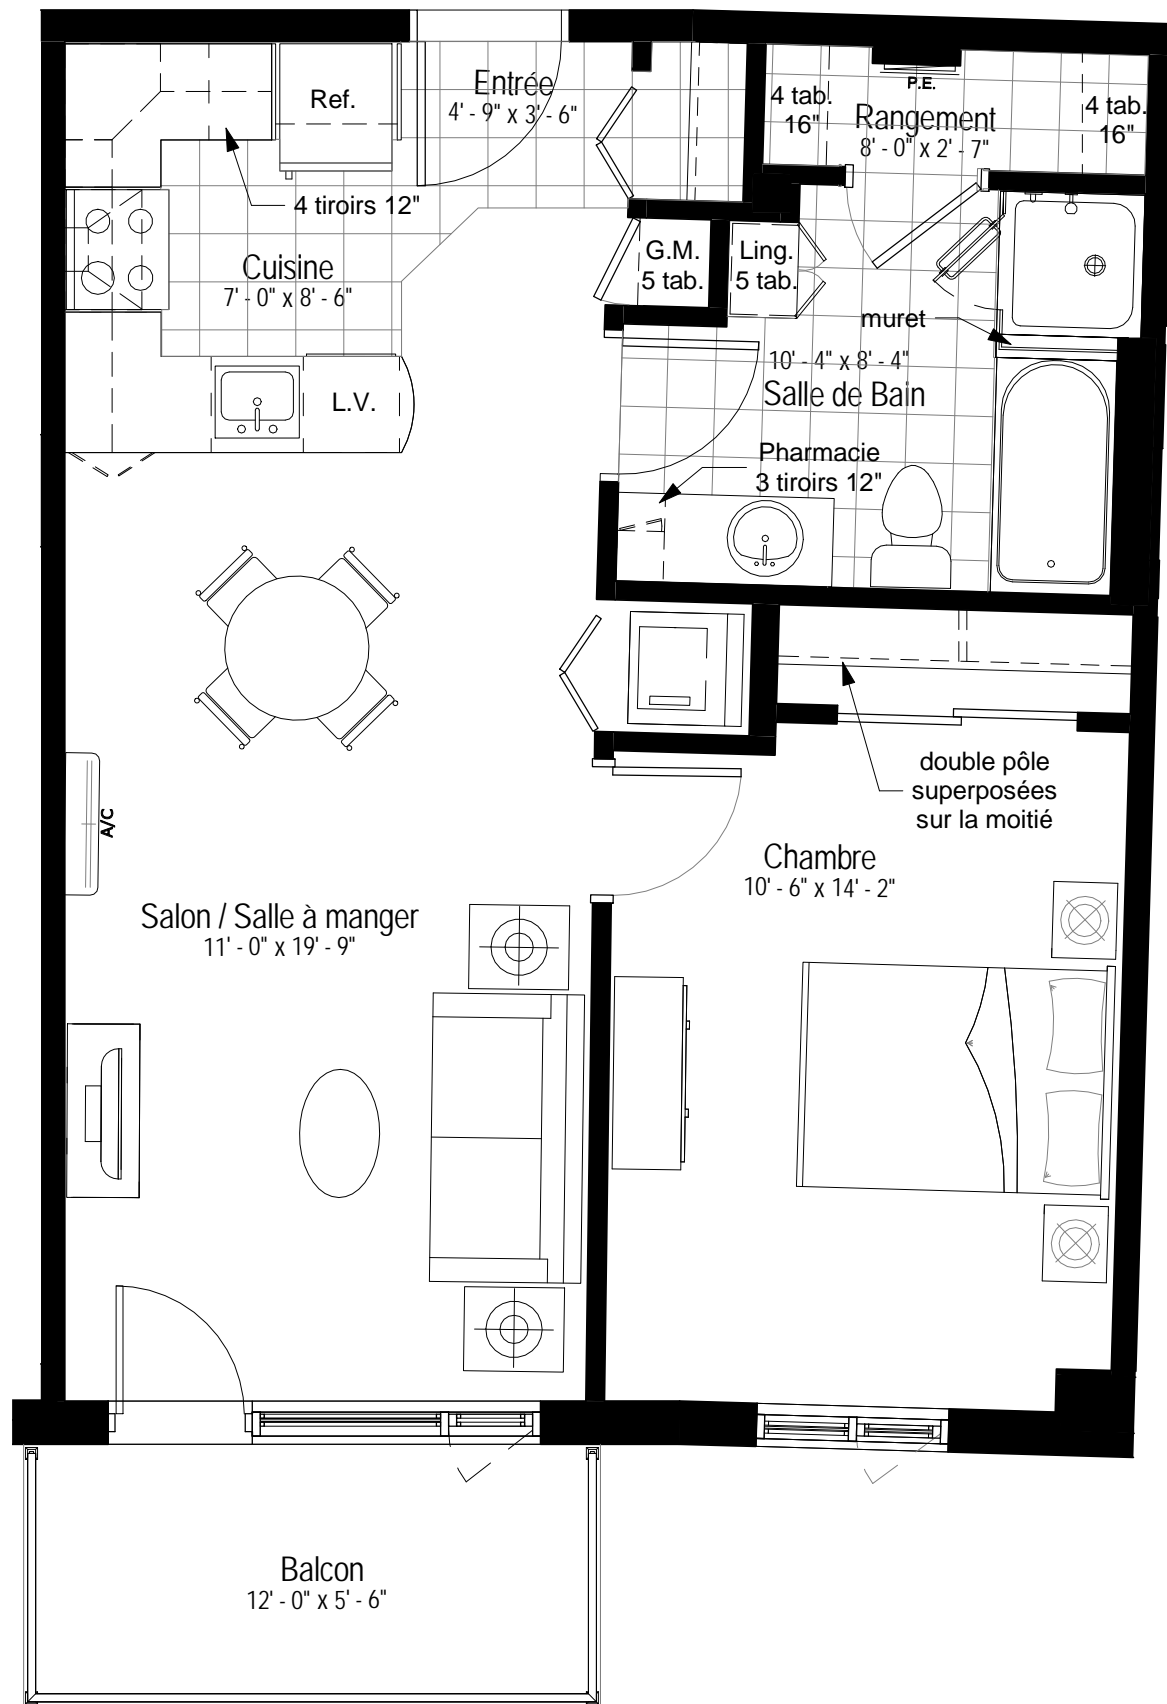 Entrée
4' - 9" x 3' - 6"
Ref.
4 tab.
16"
P.E.
Rangement
8' - 0" x 2' - 7"
4 tab.
16"
4 tiroirs 12"
Cuisine
7' - 0" x 8' - 6"
G.M.
5 tab.
Ling.
5 tab.
muret
10' - 4" x 8' - 4"
Salle de Bain
L.V.
Pharmacie
3 tiroirs 12"
double pôle
superposées
sur la moitié
A/C
Chambre
10' - 6" x 14' - 2"
Salon / Salle à manger
11' - 0" x 19' - 9"
Balcon
12' - 0" x 5' - 6"